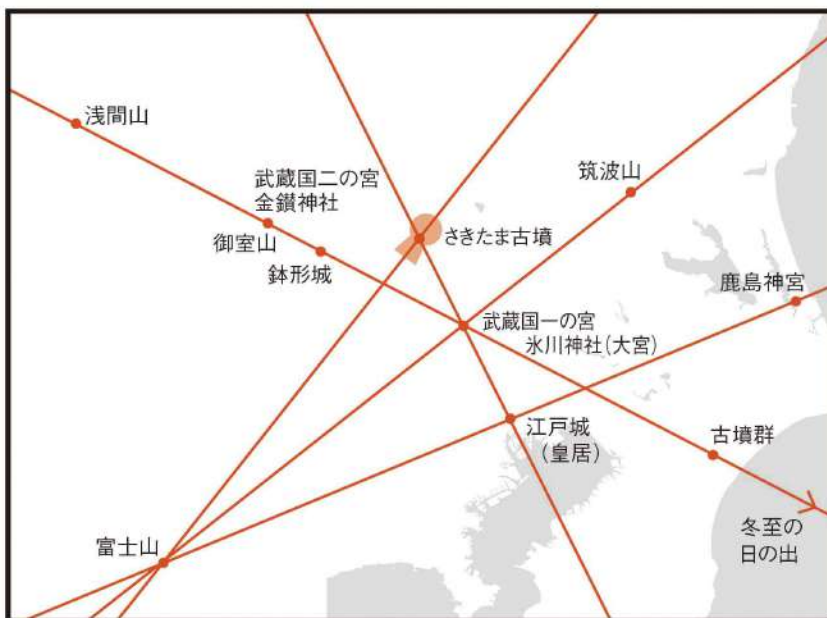 浅間山
武蔵国二の宮
金鑚神社
御室山
鉢形城
さきたま古墳
筑波山
鹿島神宮
武蔵国一の宮
氷川神社(大宮)
江戸城
(皇居)
古墳群
冬至の
日の出
富士山